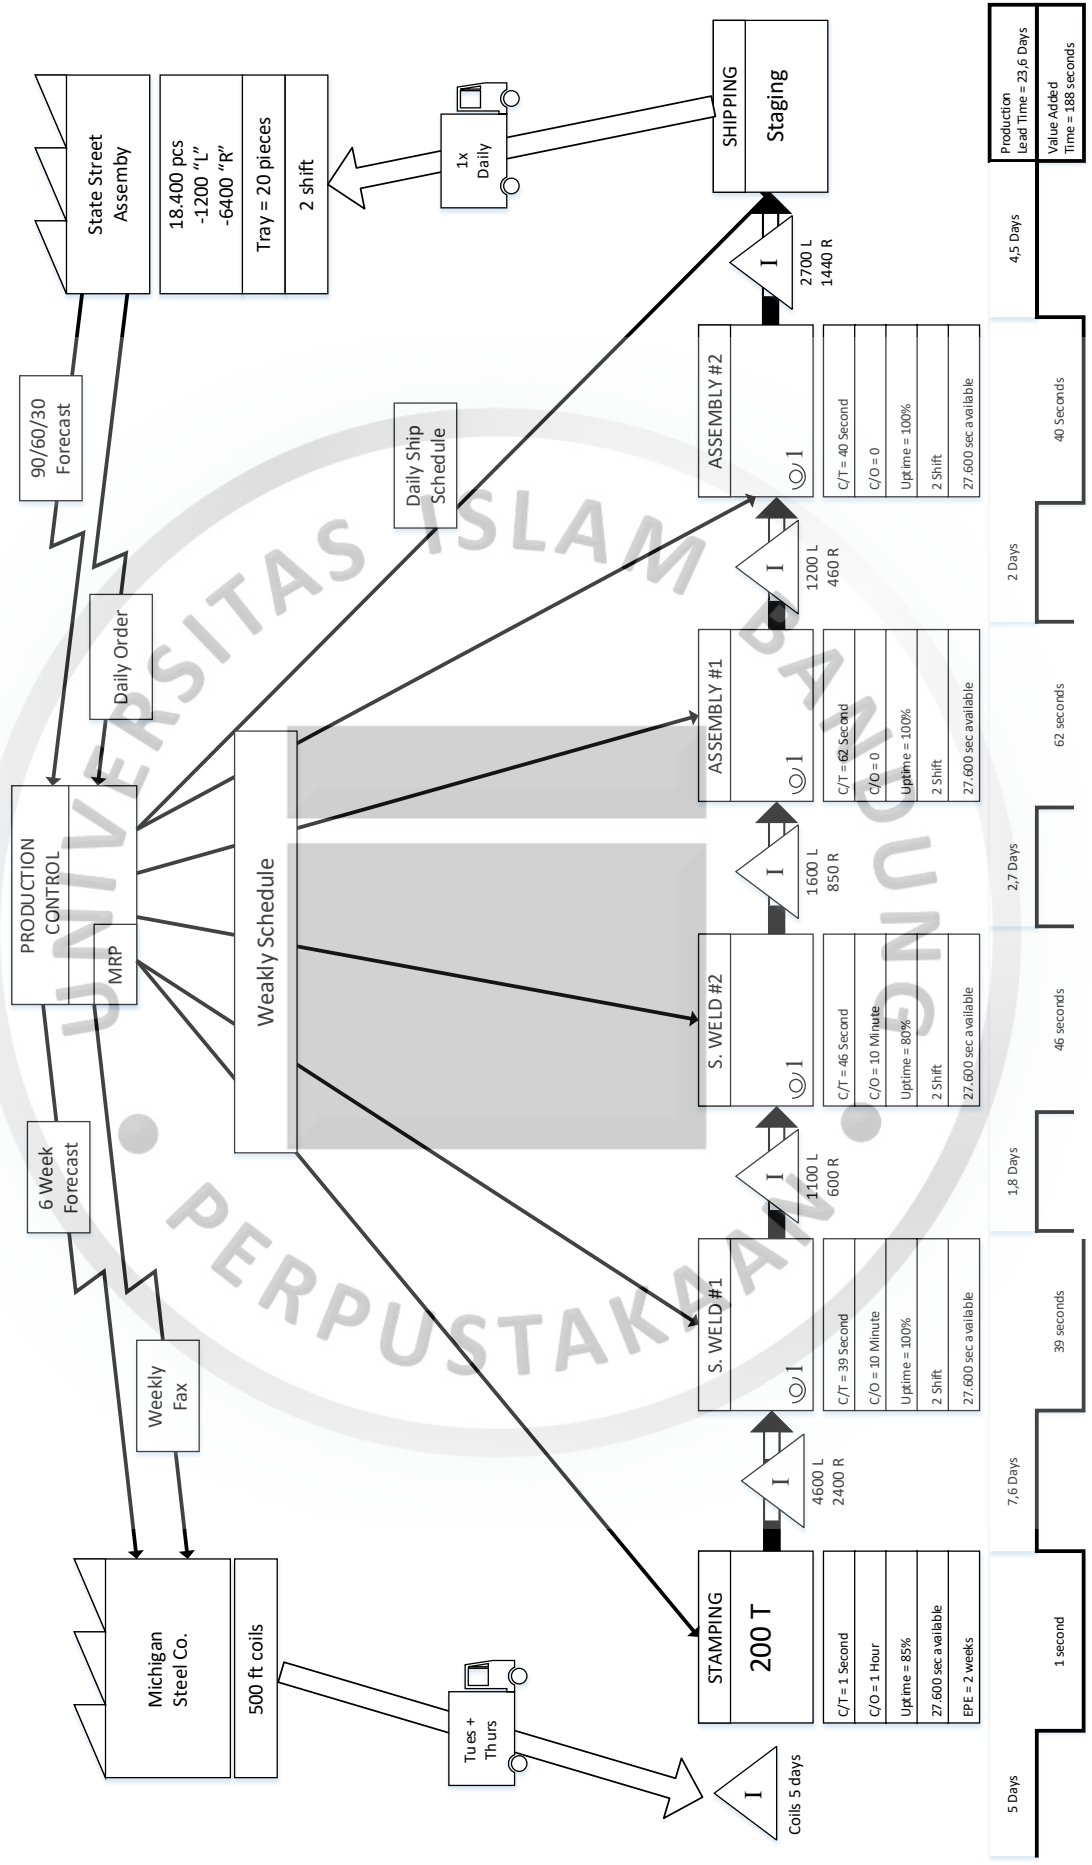 Michigan
Steel Co.
500 ft coils
Tues +
Thurs
I
Coils 5 days
6 Week
Forecast
Weekly
Fax
PRODUCTION
CONTROL
MRP
90/60/30
Forecast
Daily Order
State Street
Assemby
18.400 pcs
-1200 “L”
-6400 “R”
Tray = 20 pieces
2 shift
1x
Daily
Weakly Schedule
Daily Ship
Schedule
STAMPING
200 T
C/T = 1 Second
C/O = 1 Hour
Uptime = 85%
27.600 sec available
EPE = 2 weeks
I
4600 L
2400 R
S. WELD #1
1
C/T = 39 Second
C/O = 10 Minute
Uptime = 100%
2 Shift
27.600 sec available
I
1100 L
600 R
S. WELD #2
1
C/T = 46 Second
C/O = 10 Minute
Uptime = 80%
2 Shift
27.600 sec available
I
1600 L
850 R
ASSEMBLY #1
1
C/T = 62 Second
C/O = 0
Uptime = 100%
2 Shift
27.600 sec available
I
1200 L
460 R
ASSEMBLY #2
1
C/T = 40 Second
C/O = 0
Uptime = 100%
2 Shift
27.600 sec available
I
2700 L
1440 R
SHIPPING
Staging
5 Days
1 second
7,6 Days
39 seconds
1,8 Days
46 seconds
2,7 Days
62 seconds
2 Days
40 Seconds
4,5 Days
Production
Lead Time = 23,6 Days
Value Added
Time = 188 seconds
UNIVERSITAS ISLAM BANDUNG
PERPUSTAKAAN